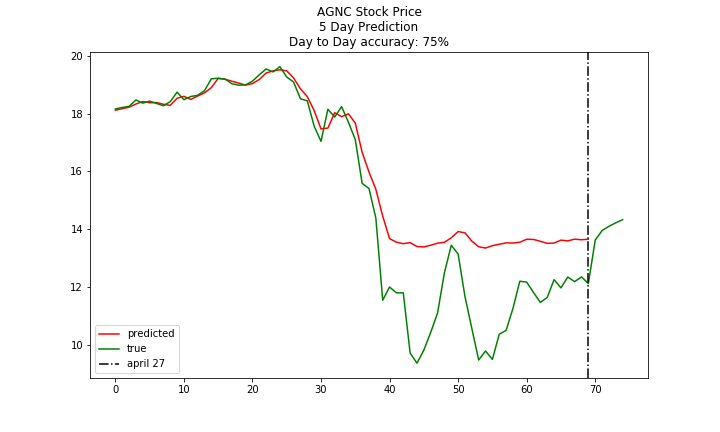 AGNC Stock Price
5 Day Prediction
Day to Day accuracy: 75%
20
18
16
14
12
10
predicted
true
april 27
0 10 20 30 40 50 60 70